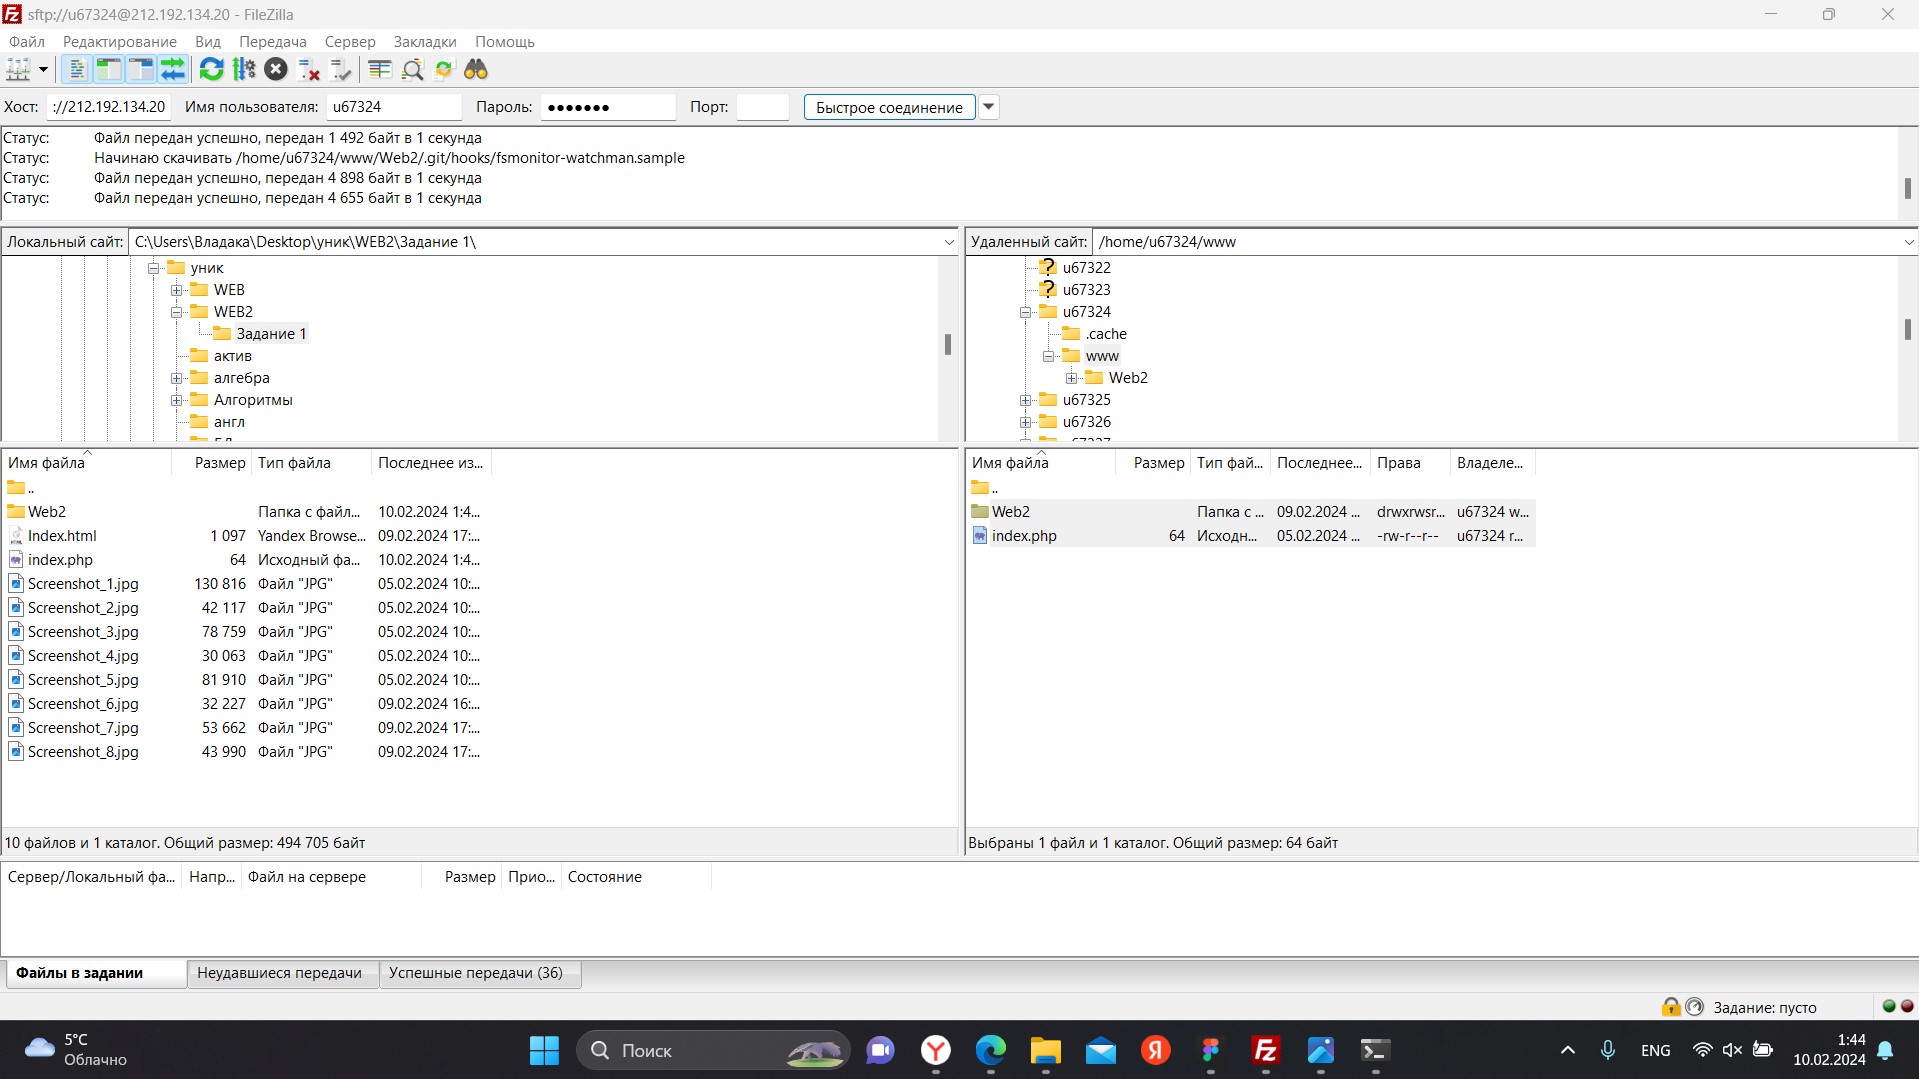 sftp://u67324@212.192.134.20 - FileZilla
Файл Редактирование Вид Передача Сервер Закладки Помощь
Хост: ://212.192.134.20 Имя пользователя: u67324 Пароль: ●●●●●●● Порт: Быстрое соединение
Статус: Файл передан успешно, передан 1 492 байт в 1 секунда
Статус: Начинаю скачивать /home/u67324/www/Web2/.git/hooks/fsmonitor-watchman.sample
Статус: Файл передан успешно, передан 4 898 байт в 1 секунда
Статус: Файл передан успешно, передан 4 655 байт в 1 секунда
Локальный сайт: C:\Users\Владака\Desktop\уник\WEB2\Задание 1\
уник
WEB
WEB2
Задание 1
актив
алгебра
Алгоритмы
англ
Удаленный сайт: /home/u67324/www
u67322
u67323
u67324
.cache
www
Web2
u67325
u67326
Имя файла Размер Тип файла Последнее из...
..
Web2 Папка с файл... 10.02.2024 1:4...
Index.html 1 097 Yandex Browse... 09.02.2024 17:...
index.php 64 Исходный фа... 10.02.2024 1:4...
Screenshot_1.jpg 130 816 Файл "JPG" 05.02.2024 10:...
Screenshot_2.jpg 42 117 Файл "JPG" 05.02.2024 10:...
Screenshot_3.jpg 78 759 Файл "JPG" 05.02.2024 10:...
Screenshot_4.jpg 30 063 Файл "JPG" 05.02.2024 10:...
Screenshot_5.jpg 81 910 Файл "JPG" 05.02.2024 10:...
Screenshot_6.jpg 32 227 Файл "JPG" 09.02.2024 16:...
Screenshot_7.jpg 53 662 Файл "JPG" 09.02.2024 17:...
Screenshot_8.jpg 43 990 Файл "JPG" 09.02.2024 17:...
10 файлов и 1 каталог. Общий размер: 494 705 байт
Имя файла Размер Тип фай... Последнее... Права Владеле...
..
Web2 Папка с ... 09.02.2024 ... drwxrwsr... u67324 w...
index.php 64 Исходн... 05.02.2024 ... -rw-r--r-- u67324 r...
Выбраны 1 файл и 1 каталог. Общий размер: 64 байт
Сервер/Локальный фа... Напр... Файл на сервере Размер Прио... Состояние
Файлы в задании Неудавшиеся передачи Успешные передачи (36)
Задание: пусто
5°C
Облачно
Поиск
ENG
1:44
10.02.2024